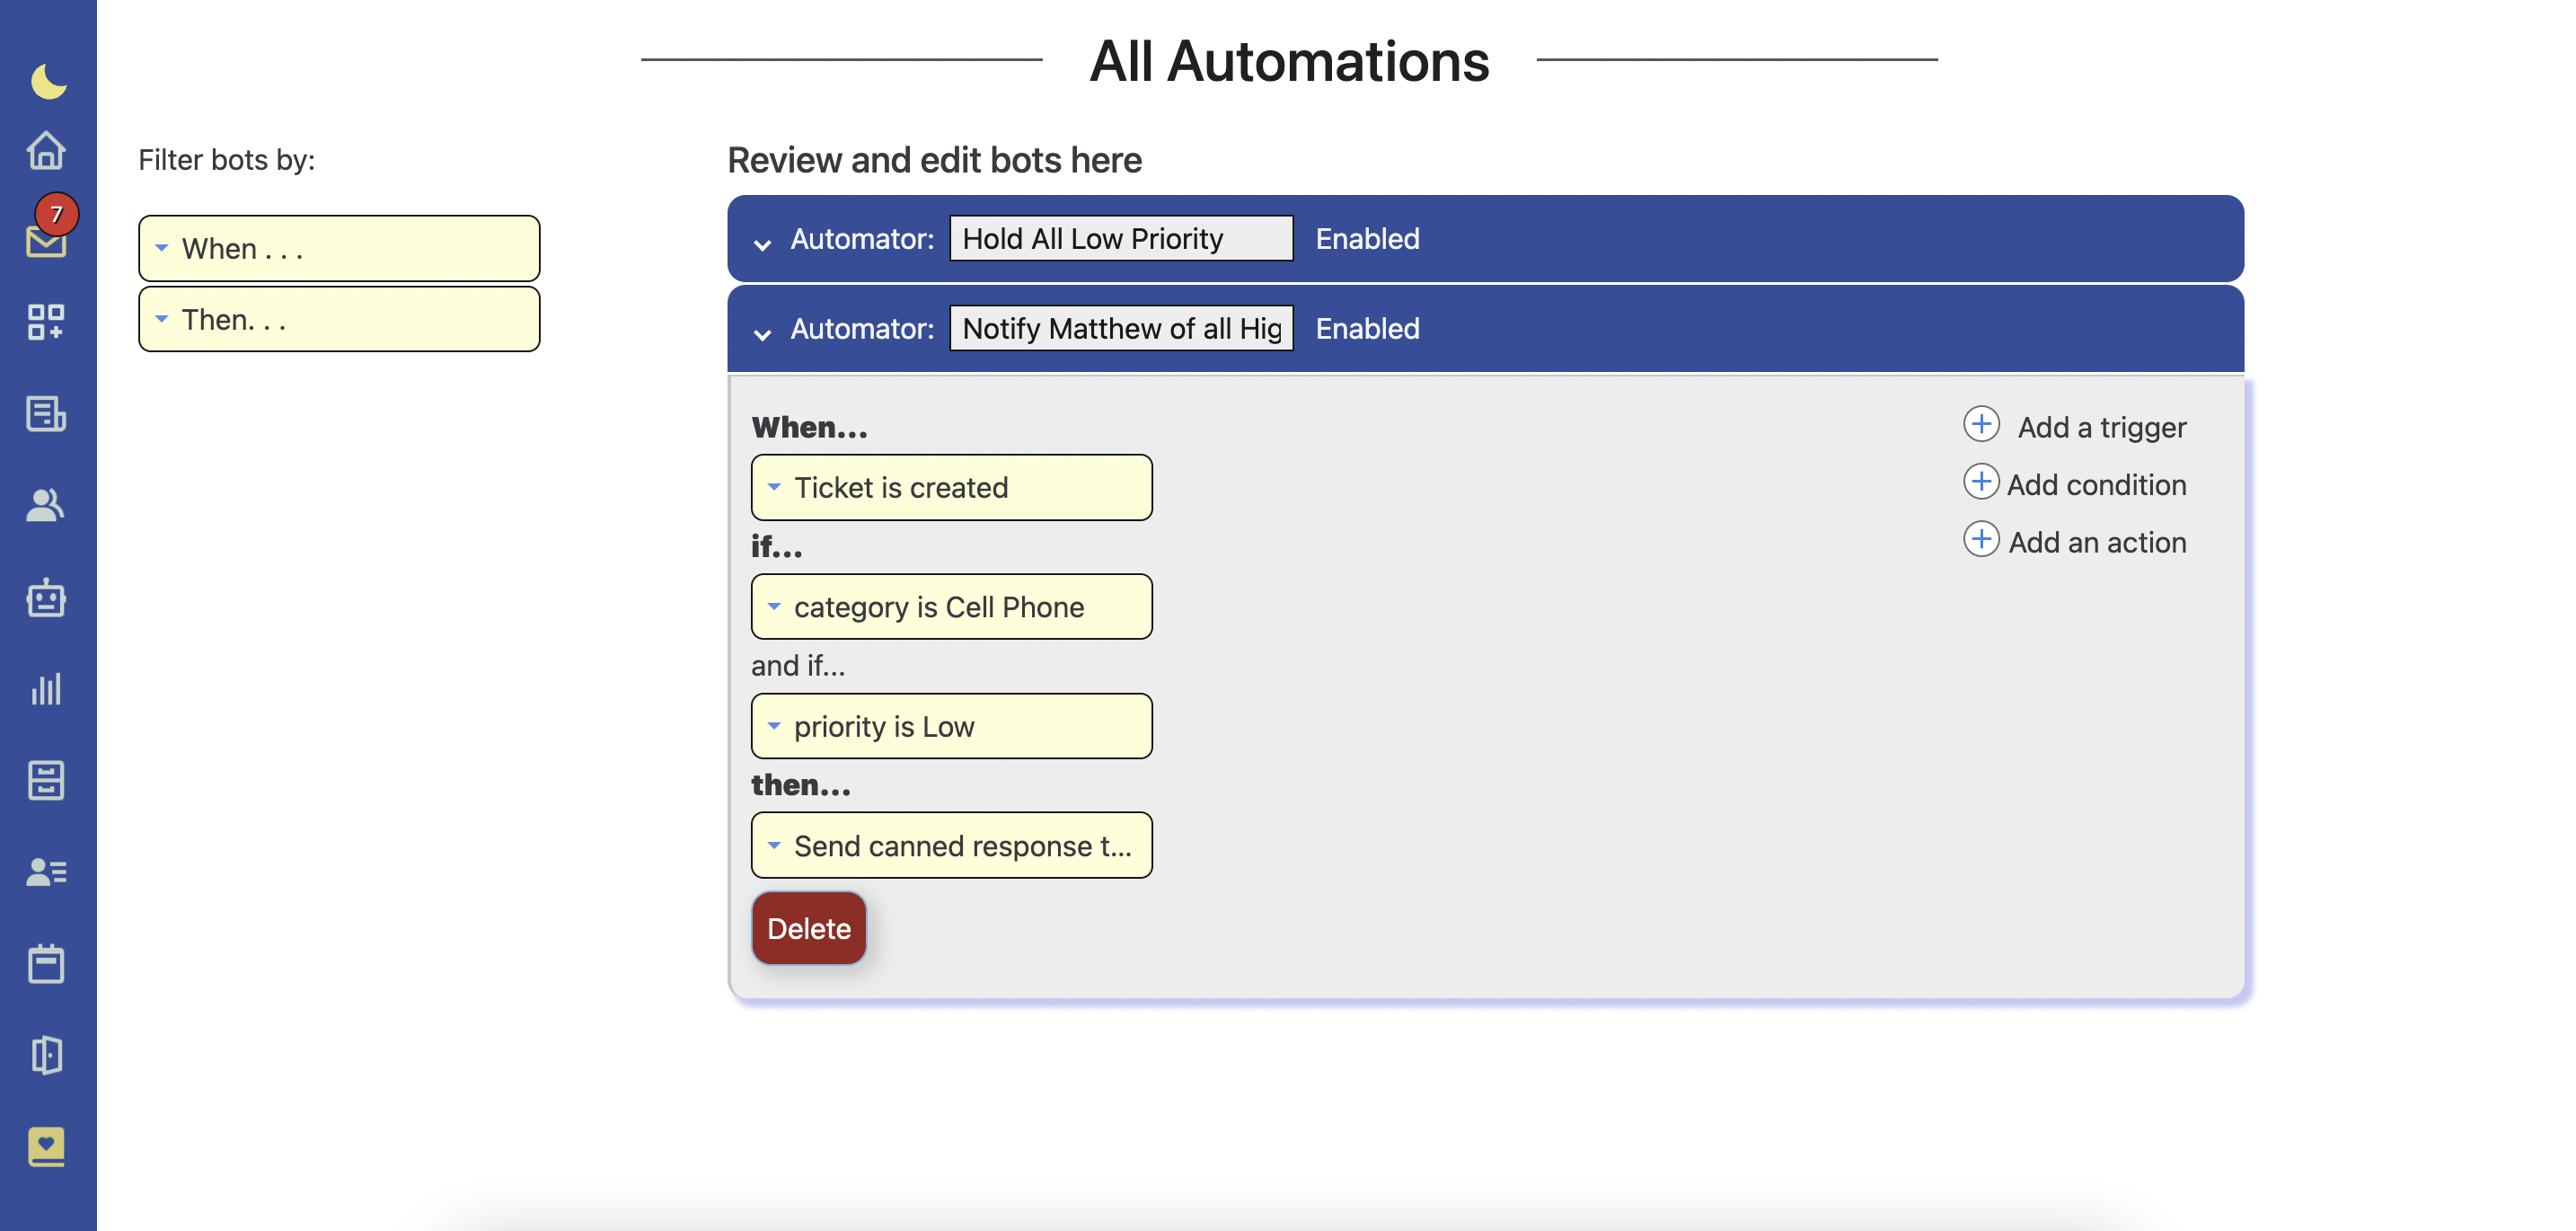 All Automations
Filter bots by:
When . . .
Then. . .
Review and edit bots here
Automator: Hold All Low Priority Enabled
Automator: Notify Matthew of all Hig Enabled
When...
Ticket is created
if...
category is Cell Phone
and if...
priority is Low
then...
Send canned response t...
Delete
Add a trigger
Add condition
Add an action
7